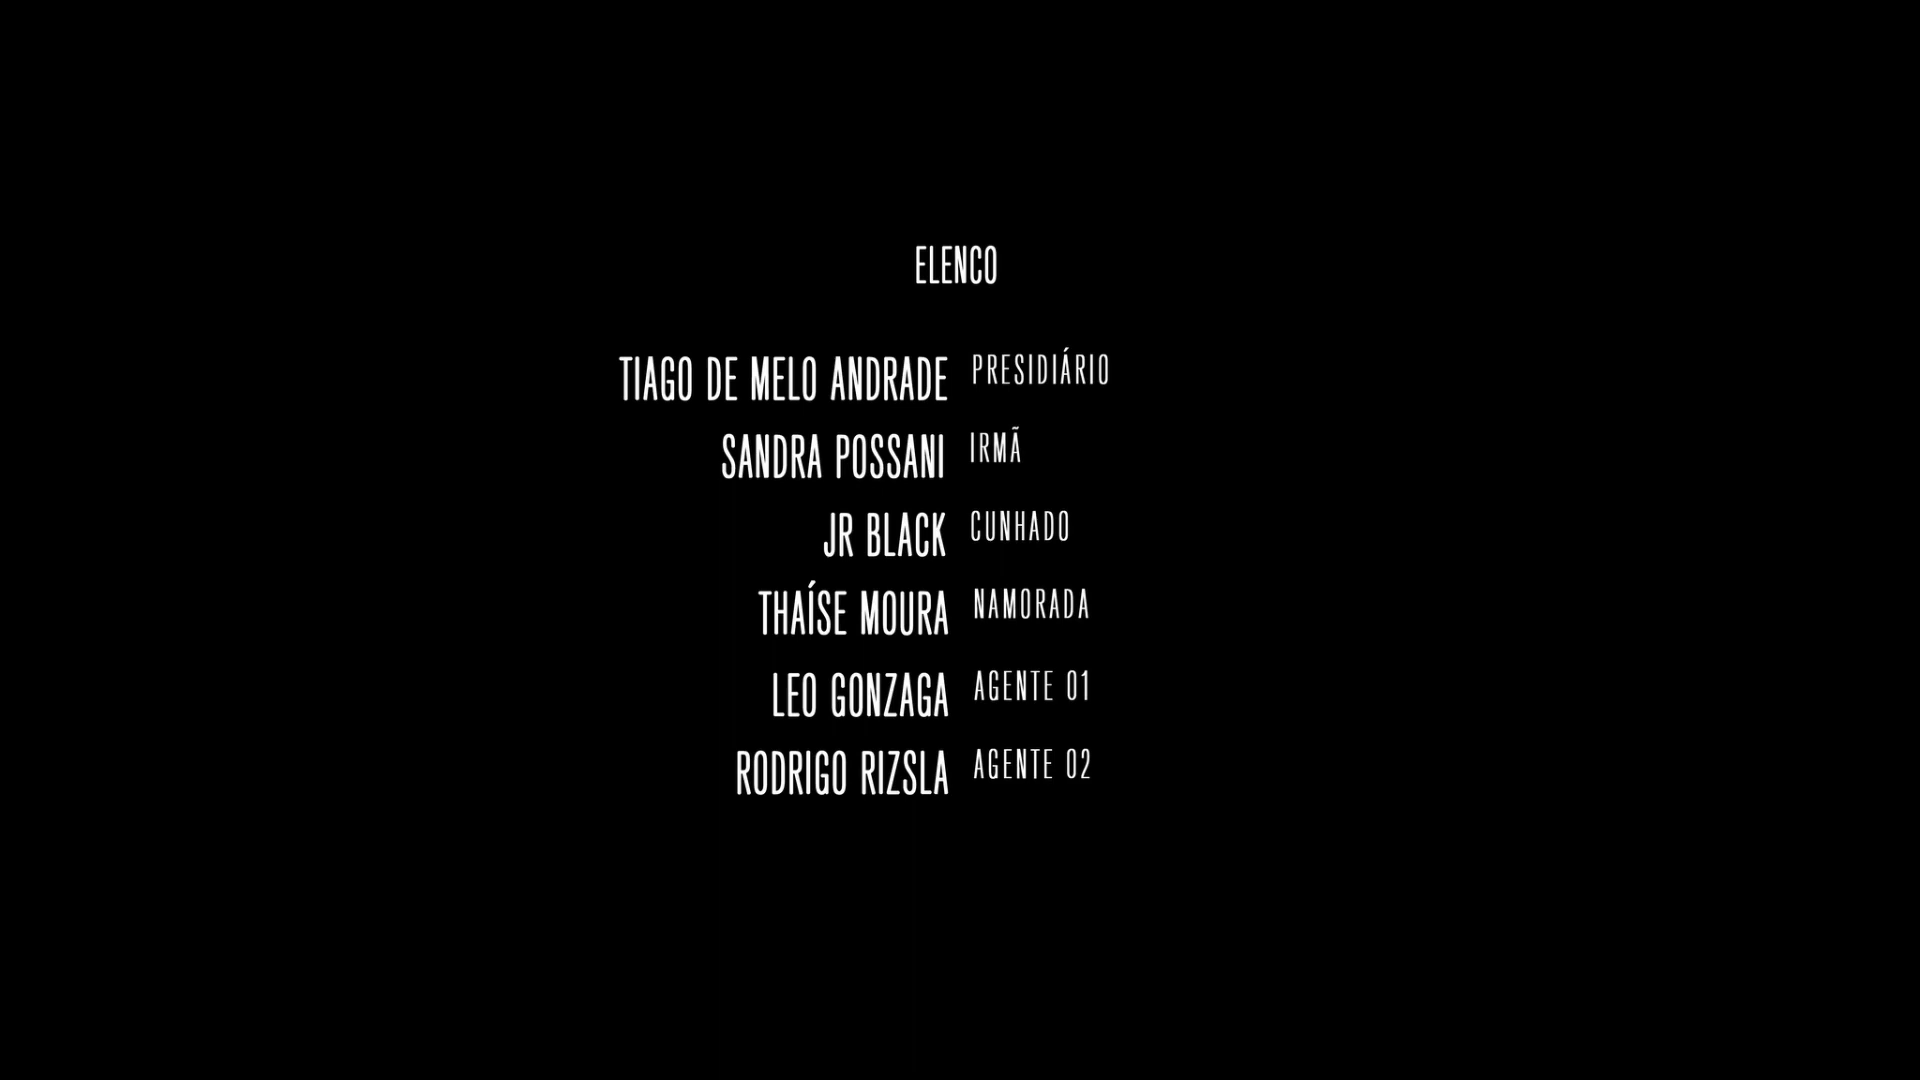 ELENCO
TIAGO DE MELO ANDRADE PRESIDIÁRIO
SANDRA POSSANI IRMÃ
JR BLACK CUNHADO
THAÍSE MOURA NAMORADA
LEO GONZAGA AGENTE 01
RODRIGO RIZSLA AGENTE 02